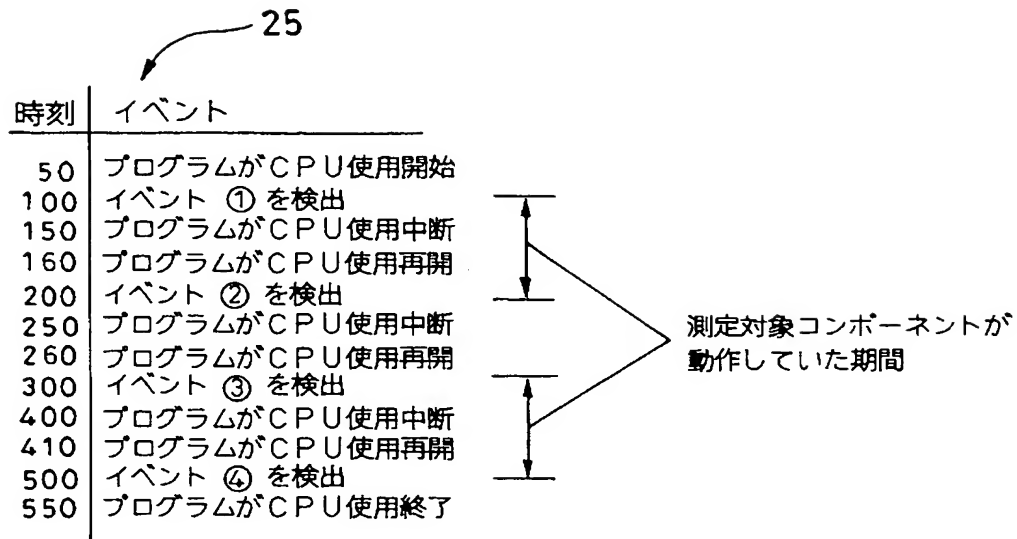 25
時刻 イベント
50 プログラムがCPU使用開始
100 イベント ① を検出
150 プログラムがCPU使用中断
160 プログラムがCPU使用再開
200 イベント ② を検出
250 プログラムがCPU使用中断
260 プログラムがCPU使用再開
300 イベント ③ を検出
400 プログラムがCPU使用中断
410 プログラムがCPU使用再開
500 イベント ④ を検出
550 プログラムがCPU使用終了
測定対象コンポーネントが
動作していた期間